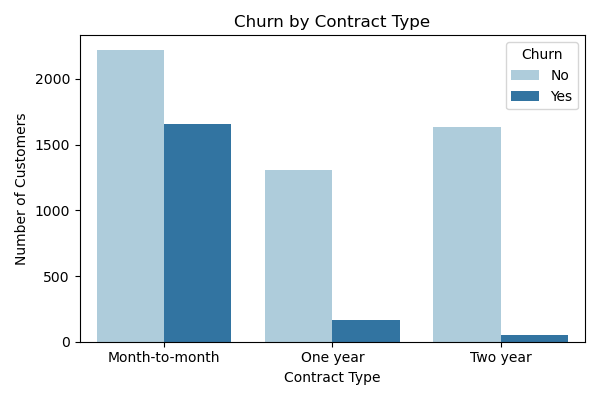 Churn by Contract Type
Number of Customers
2000
1500
1000
500
0
Churn
No
Yes
Month-to-month
One year
Two year
Contract Type